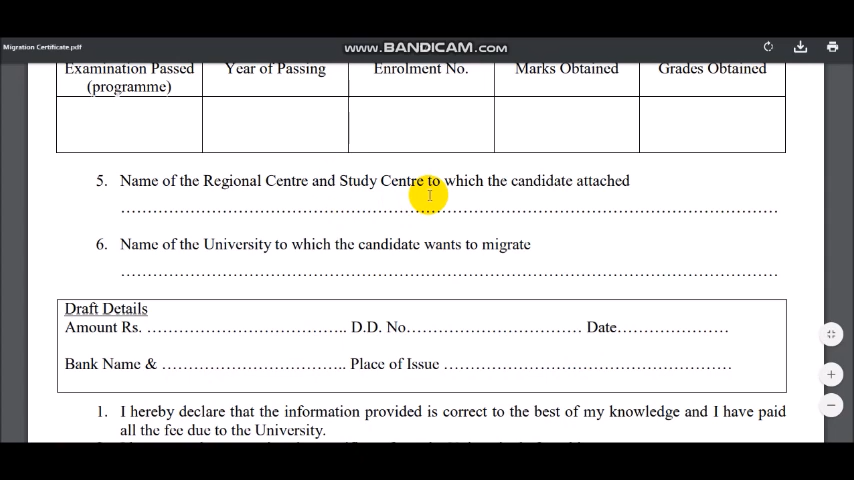 www.BANDICAM.com
Migration Certificate.pdf
Examination Passed (programme) Year of Passing Enrolment No. Marks Obtained Grades Obtained
5. Name of the Regional Centre and Study Centre to which the candidate attached
………………………………………………………………………………………………………………
6. Name of the University to which the candidate wants to migrate
………………………………………………………………………………………………………………
Draft Details
Amount Rs. ……………………………….. D.D. No…………………………… Date…………………
Bank Name & …………………………….. Place of Issue ………………………………………………
1. I hereby declare that the information provided is correct to the best of my knowledge and I have paid
all the fee due to the University.